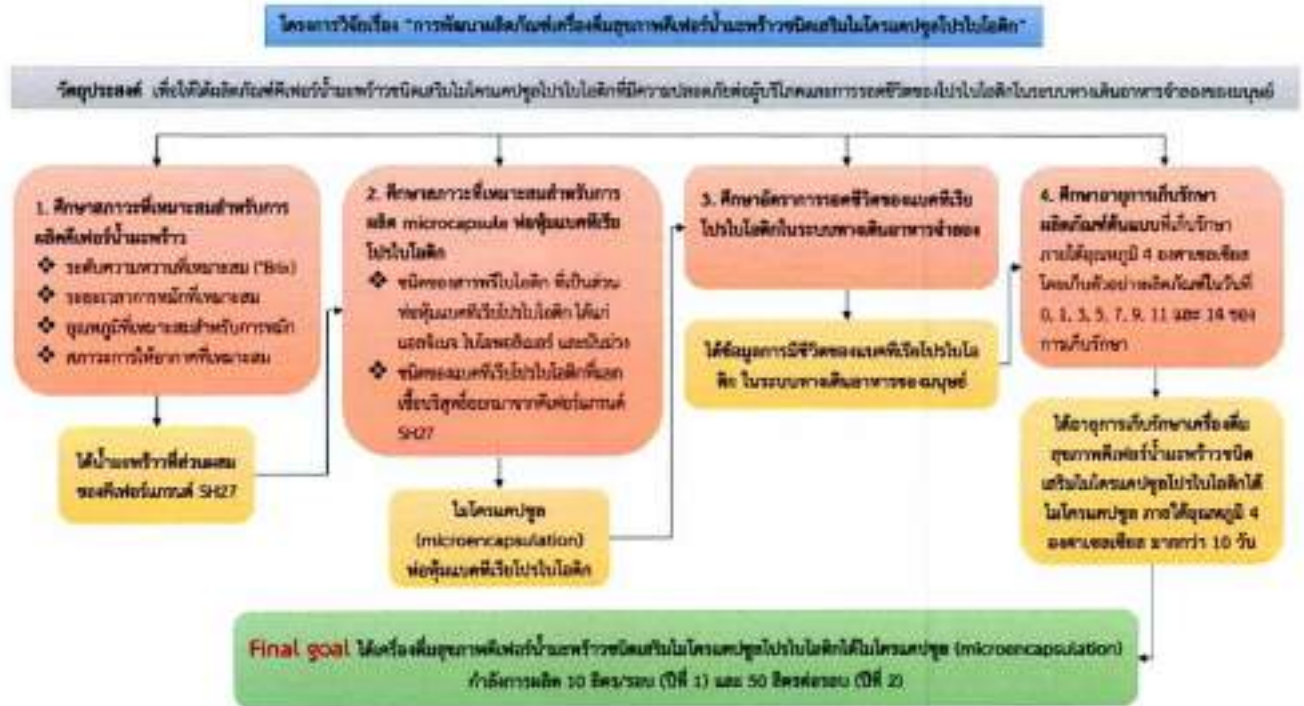 โครงการวิจัยเรื่อง "การพัฒนาผลิตภัณฑ์เครื่องดื่มสุขภาพคีเฟอร์น้ำมะพร้าวชนิดเสริมไมโครแคปซูลโปรไบโอติก"
วัตถุประสงค์ เพื่อให้ได้ผลิตภัณฑ์คีเฟอร์น้ำมะพร้าวชนิดเสริมไมโครแคปซูลโปรไบโอติกที่มีความปลอดภัยต่อผู้บริโภคและการรอดชีวิตของโปรไบโอติกในระบบทางเดินอาหารจำลองของมนุษย์
1. ศึกษาสภาวะที่เหมาะสมสำหรับการ
ผลิตคีเฟอร์น้ำมะพร้าว
❖ ระดับความหวานที่เหมาะสม (°Brix)
❖ ระยะเวลาการหมักที่เหมาะสม
❖ อุณหภูมิที่เหมาะสมสำหรับการหมัก
❖ สภาวะการให้อากาศที่เหมาะสม
ได้น้ำมะพร้าวที่ส่วนผสม
ของคีเฟอร์แกรนด์ SH27
2. ศึกษาสภาวะที่เหมาะสมสำหรับการ
ผลิต microcapsule ห่อหุ้มแบคทีเรีย
โปรไบโอติก
❖ ชนิดของสารพรีไบโอติก ที่เป็นส่วน
ห่อหุ้มแบคทีเรียโปรไบโอติก ได้แก่
แอลจิเนจ ไบโอพอลิเมอร์ และมันม่วง
❖ ชนิดของแบคทีเรียโปรไบโอติกที่แยก
เชื้อบริสุทธิ์ออกมาจากคีเฟอร์แกรนด์
SH27
ไมโครแคปซูล
(microencapsulation)
ห่อหุ้มแบคทีเรียโปรไบโอติก
3. ศึกษาอัตราการรอดชีวิตของแบคทีเรีย
โปรไบโอติกในระบบทางเดินอาหารจำลอง
ได้ข้อมูลการมีชีวิตของแบคทีเรียโปรไบโอ
ติก ในระบบทางเดินอาหารของมนุษย์
4. ศึกษาอายุการเก็บรักษา
ผลิตภัณฑ์ต้นแบบที่เก็บรักษา
ภายใต้อุณหภูมิ 4 องศาเซลเซียส
โดยเก็บตัวอย่างผลิตภัณฑ์ในวันที่
0, 1, 3, 5, 7, 9, 11 และ 14 ของ
การเก็บรักษา
ได้อายุการเก็บรักษาเครื่องดื่ม
สุขภาพคีเฟอร์น้ำมะพร้าวชนิด
เสริมไมโครแคปซูลโปรไบโอติกได้
ไมโครแคปซูล ภายใต้อุณหภูมิ 4
องศาเซลเซียส มากกว่า 10 วัน
Final goal ได้เครื่องดื่มสุขภาพคีเฟอร์น้ำมะพร้าวชนิดเสริมไมโครแคปซูลโปรไบโอติกได้ไมโครแคปซูล (microencapsulation)
กำลังการผลิต 10 ลิตร/รอบ (ปีที่ 1) และ 50 ลิตรต่อรอบ (ปีที่ 2)